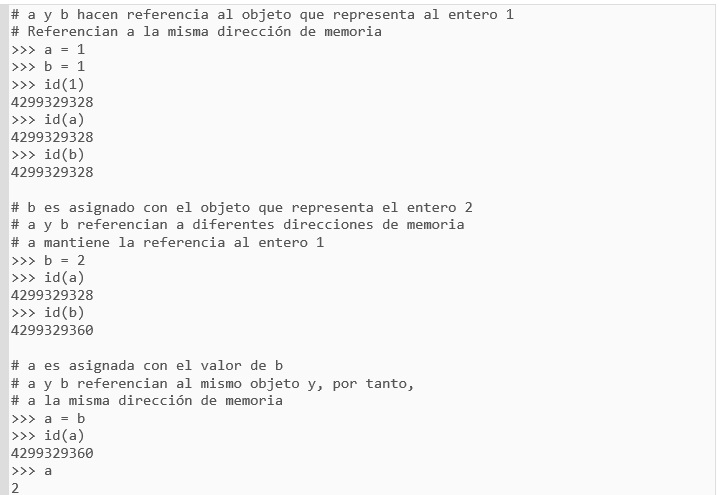 # a y b hacen referencia al objeto que representa al entero 1
# Referencian a la misma dirección de memoria
>>> a = 1
>>> b = 1
>>> id(1)
4299329328
>>> id(a)
4299329328
>>> id(b)
4299329328
# b es asignado con el objeto que representa el entero 2
# a y b referencian a diferentes direcciones de memoria
# a mantiene la referencia al entero 1
>>> b = 2
>>> id(a)
4299329328
>>> id(b)
4299329360
# a es asignada con el valor de b
# a y b referencian al mismo objeto y, por tanto,
# a la misma dirección de memoria
>>> a = b
>>> id(a)
4299329360
>>> a
2